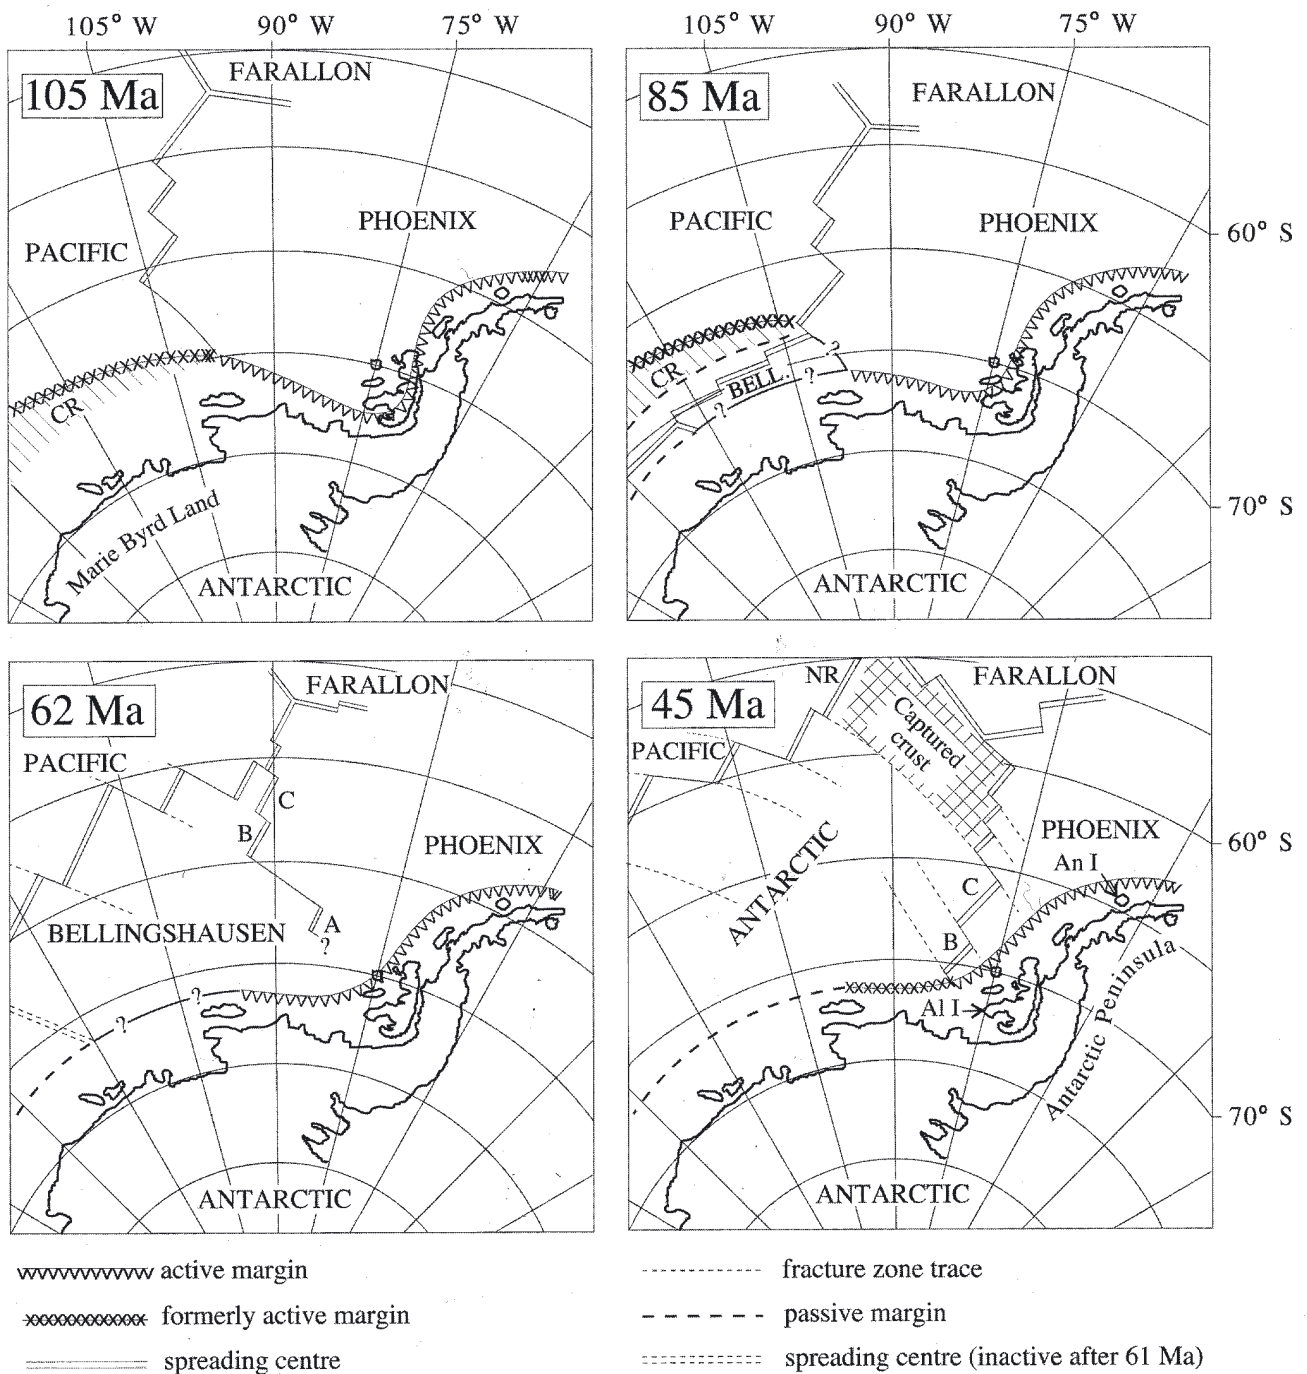 105° W 90° W 75° W
105° W 90° W 75° W
105 Ma
FARALLON
PHOENIX
PACIFIC
CR
Marie Byrd Land
ANTARCTIC
85 Ma
FARALLON
PACIFIC
PHOENIX
60° S
CR
BELL.
?
?
?
70° S
ANTARCTIC
62 Ma
FARALLON
PACIFIC
C
B
PHOENIX
A
?
BELLINGSHAUSEN
?
?
ANTARCTIC
45 Ma
NR
FARALLON
Captured
crust
PACIFIC
PHOENIX
60° S
An I
ANTARCTIC
C
B
Al I
Antarctic Peninsula
70° S
ANTARCTIC
active margin
formerly active margin
spreading centre
fracture zone trace
passive margin
spreading centre (inactive after 61 Ma)